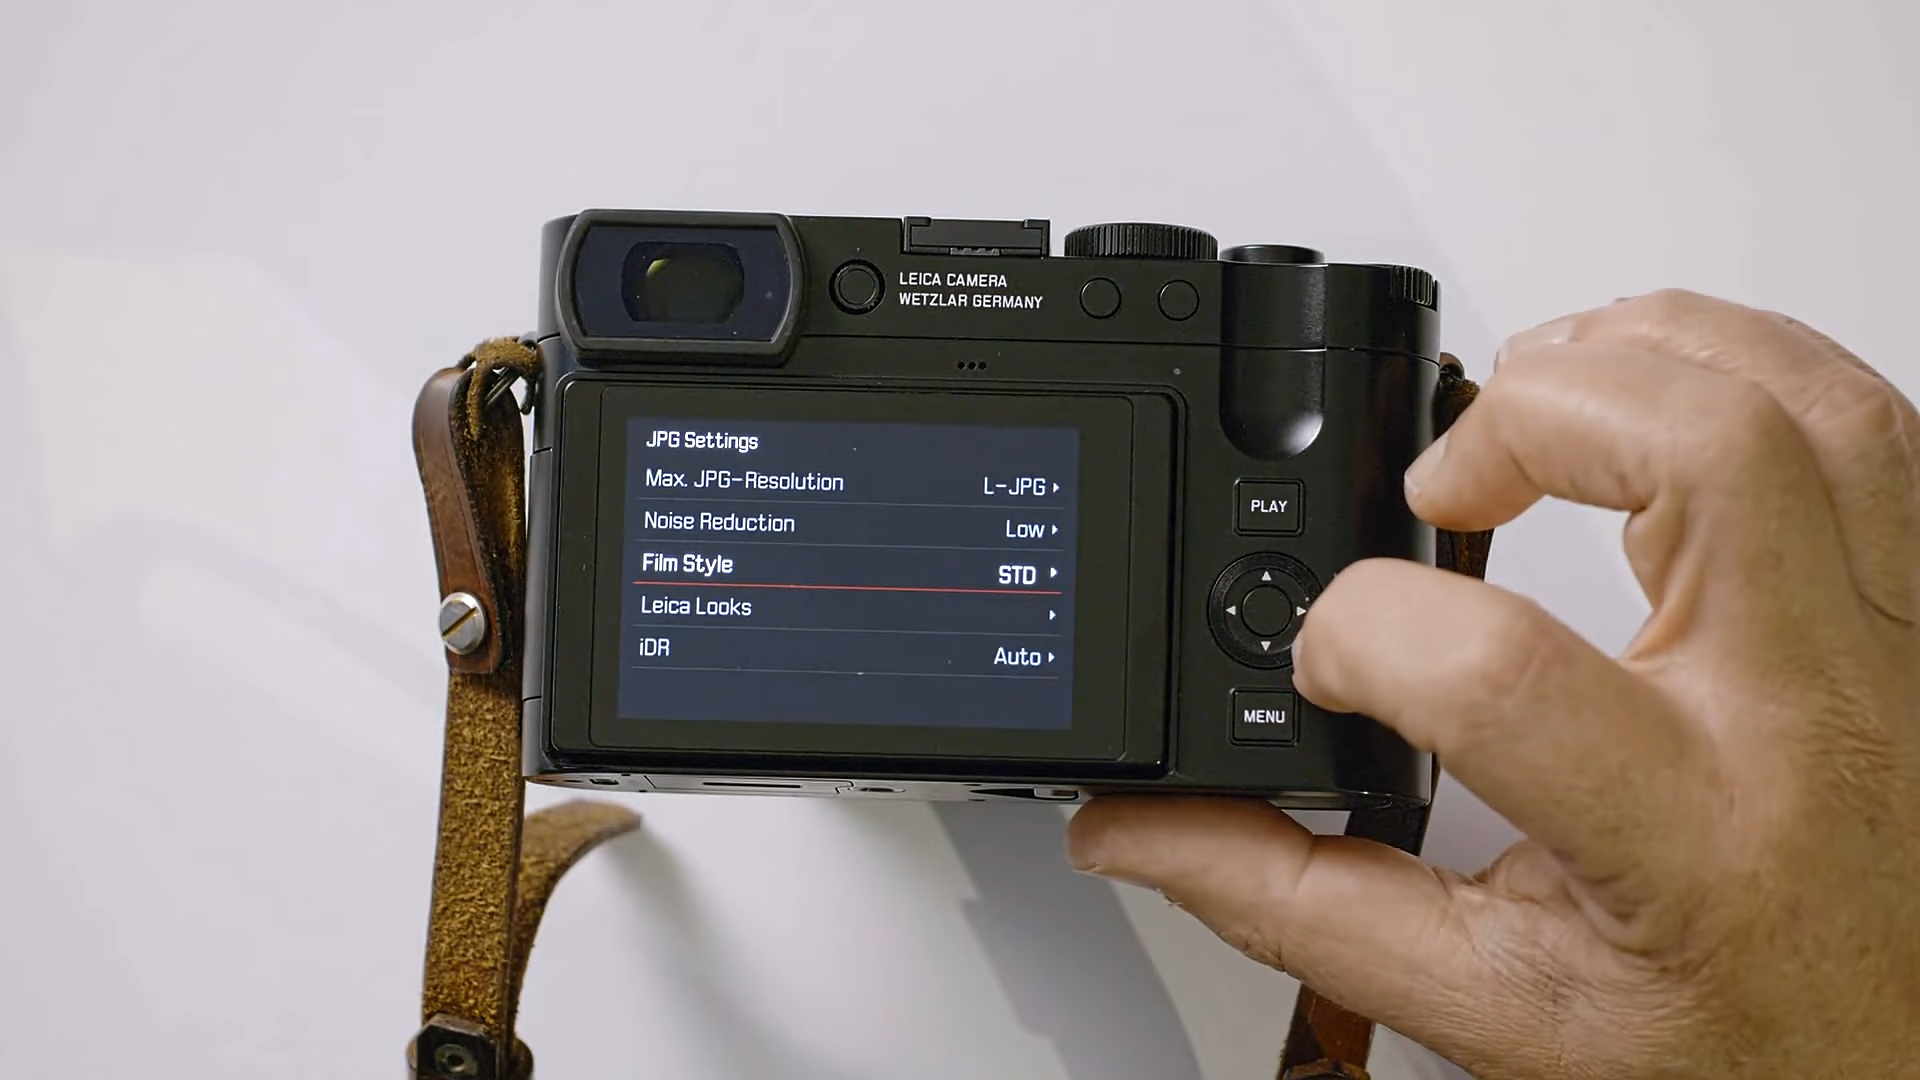 LEICA CAMERA
WETZLAR GERMANY
JPG Settings
Max. JPG-Resolution L-JPG
Noise Reduction Low
Film Style STD
Leica Looks
iDR Auto
PLAY
MENU